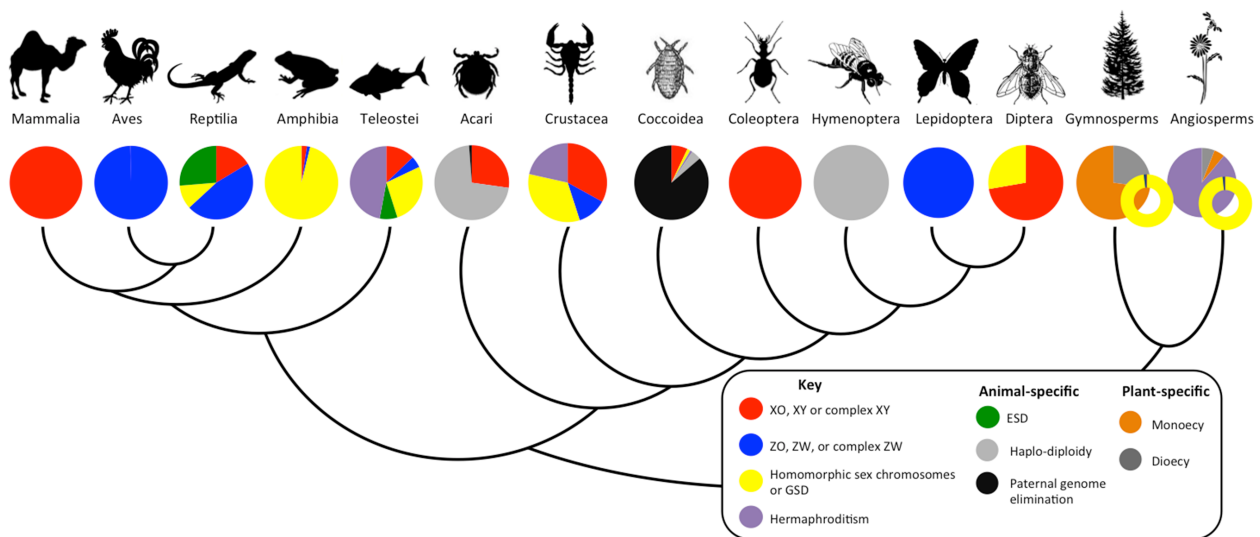 Mammalia
Aves
Reptilia
Amphibia
Teleostei
Acari
Crustacea
Coccoidea
Coleoptera
Hymenoptera
Lepidoptera
Diptera
Gymnosperms
Angiosperms
Key
XO, XY or complex XY
ZO, ZW, or complex ZW
Homomorphic sex chromosomes
or GSD
Hermaphroditism
Animal-specific
ESD
Haplo-diploidy
Paternal genome
elimination
Plant-specific
Monoecy
Dioecy